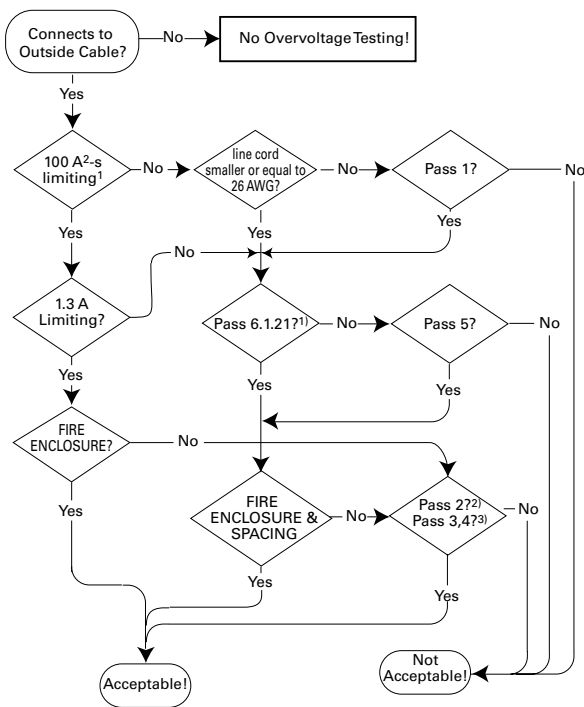 Connects to
Outside Cable?
No
No Overvoltage Testing!
Yes
100 A²-s
limiting¹
No
line cord
smaller or equal to
26 AWG?
No
Pass 1?
No
Yes
Yes
Yes
No
1.3 A
Limiting?
Pass 6.1.21?¹⁾
No
Pass 5?
No
Yes
Yes
Yes
FIRE
ENCLOSURE?
No
Yes
FIRE
ENCLOSURE &
SPACING
No
Pass 2?²⁾
Pass 3,4?³⁾
No
Yes
Yes
Acceptable!
Not
Acceptable!